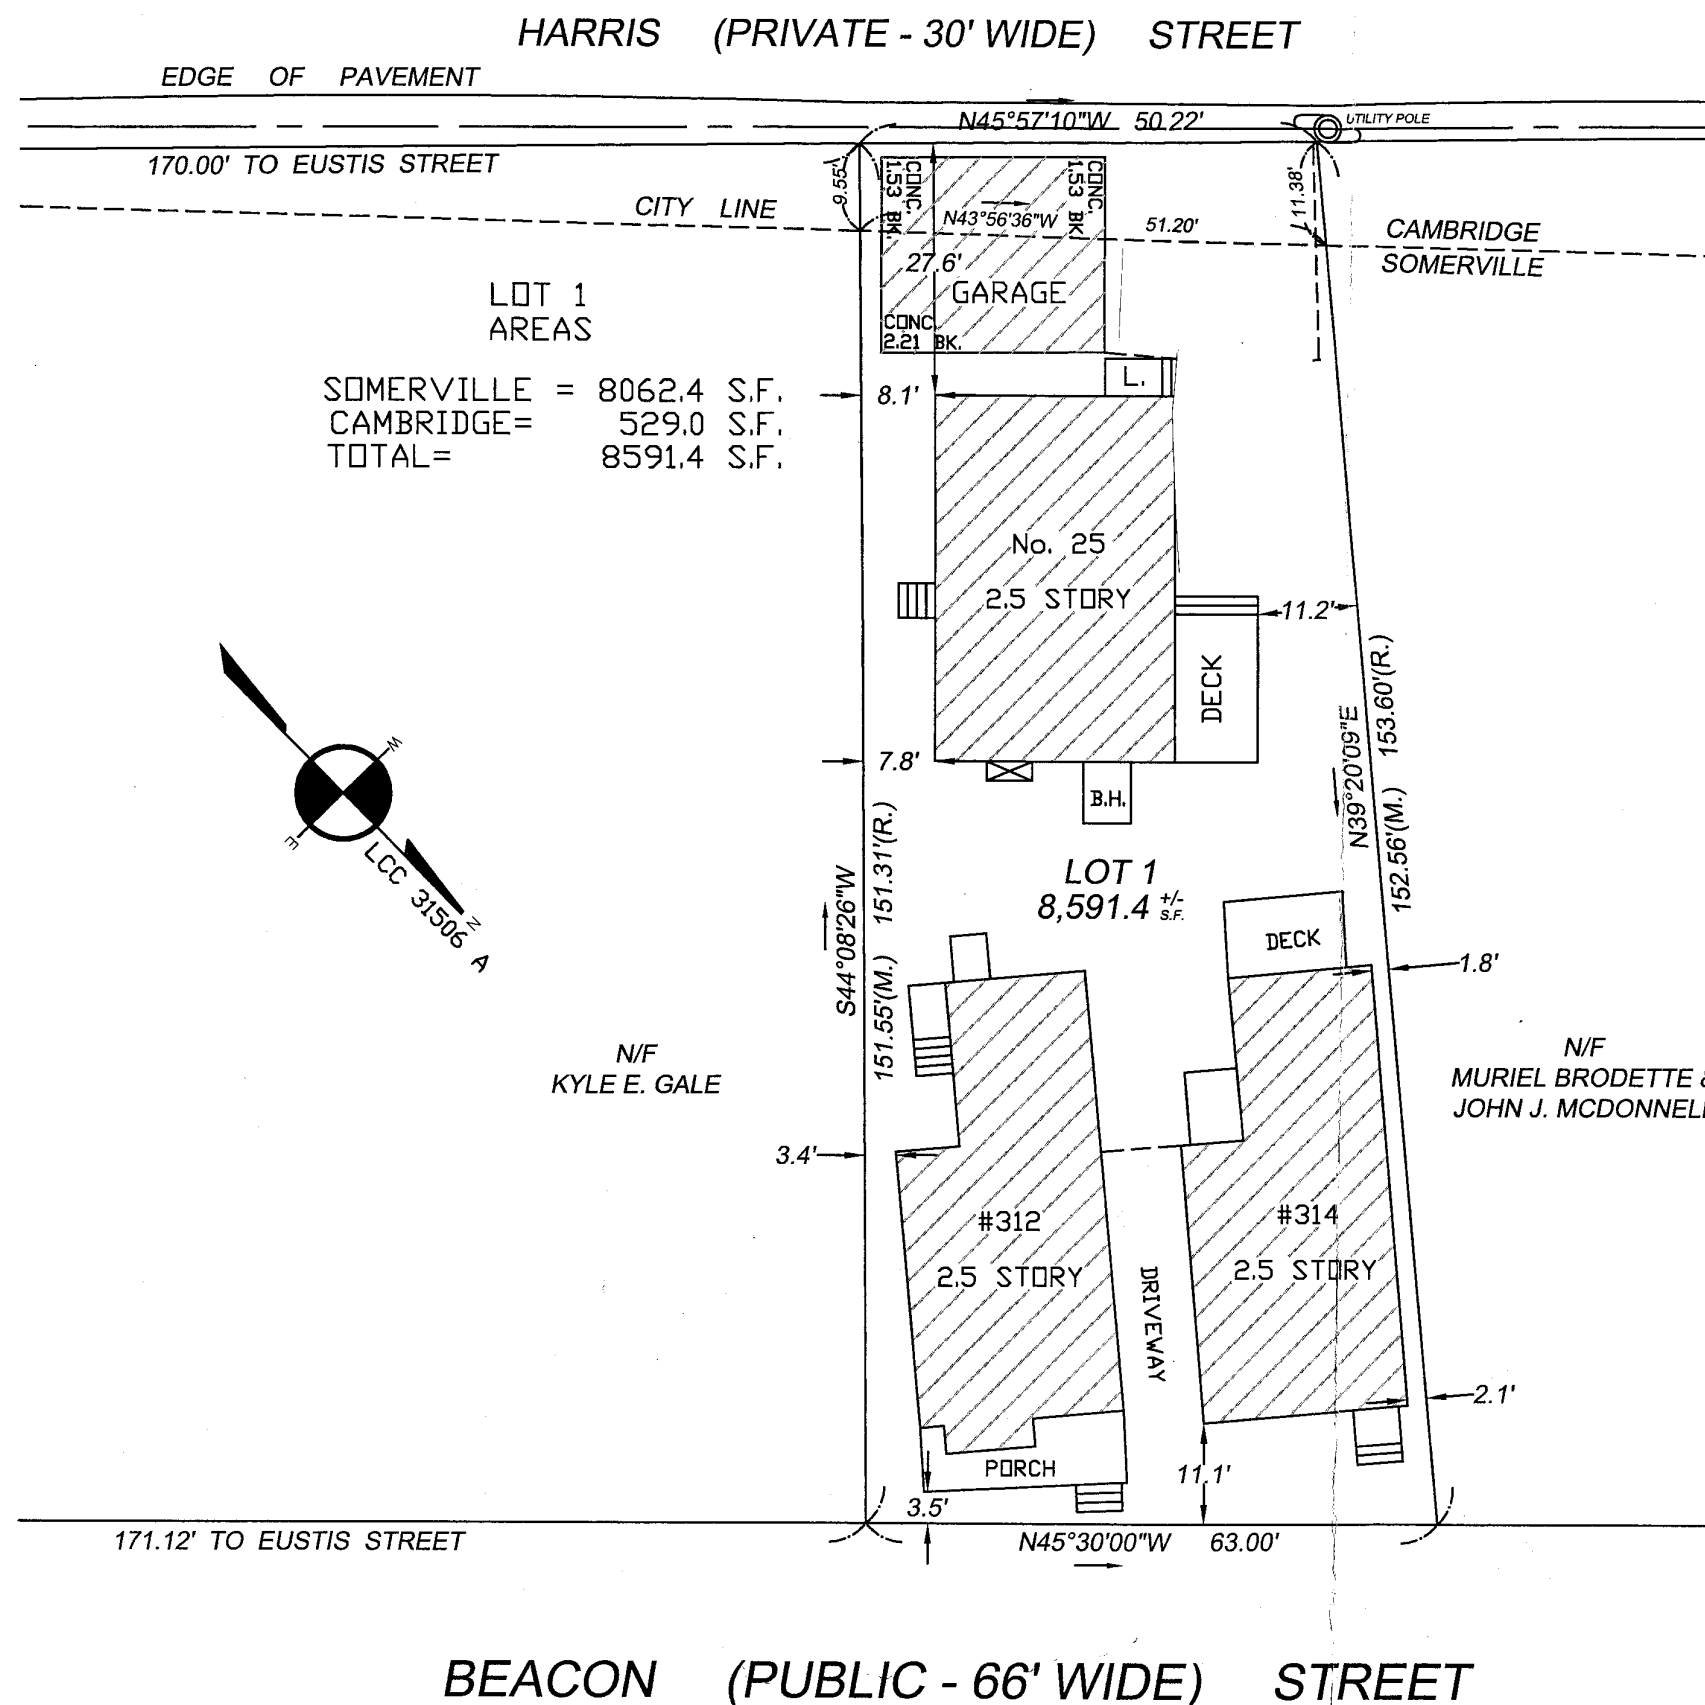 HARRIS (PRIVATE - 30' WIDE) STREET
EDGE OF PAVEMENT
N45°57'10"W 50.22'
UTILITY POLE
170.00' TO EUSTIS STREET
9.55'
CONC.
1.53 BK.
CONC.
1.53 BK.
11.38'
CITY LINE
N43°56'36"W
51.20'
CAMBRIDGE
SOMERVILLE
27.6'
GARAGE
CONC.
2.21 BK.
LOT 1
AREAS
SOMERVILLE = 8062.4 S.F.
CAMBRIDGE= 529.0 S.F.
TOTAL= 8591.4 S.F.
L.
8.1'
No. 25
2.5 STORY
11.2'
DECK
7.8'
B.H.
N39°20'09"E
153.60'(R.)
152.56'(M.)
W
E
N
LCC 31506 A
S44°08'26"W
151.31'(R.)
151.55'(M.)
LOT 1
8,591.4 +/- S.F.
DECK
1.8'
N/F
KYLE E. GALE
N/F
MURIEL BRODETTE &
JOHN J. MCDONNELL
3.4'
#312
2.5 STORY
#314
2.5 STORY
DRIVEWAY
2.1'
PORCH
11.1'
3.5'
171.12' TO EUSTIS STREET
N45°30'00"W 63.00'
BEACON (PUBLIC - 66' WIDE) STREET